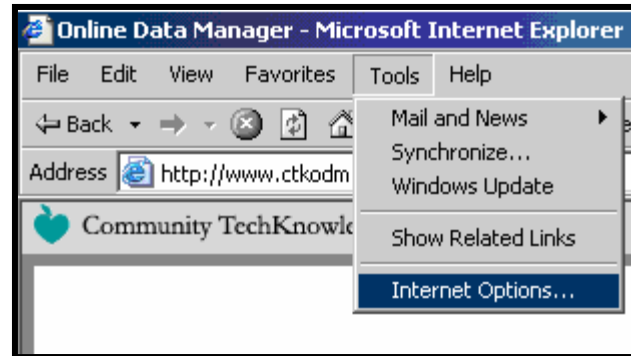 Online Data Manager - Microsoft Internet Explorer
File Edit View Favorites Tools Help
Back
Mail and News
Synchronize...
Address http://www.ctkodm
Windows Update
Community TechKnowle
Show Related Links
Internet Options...